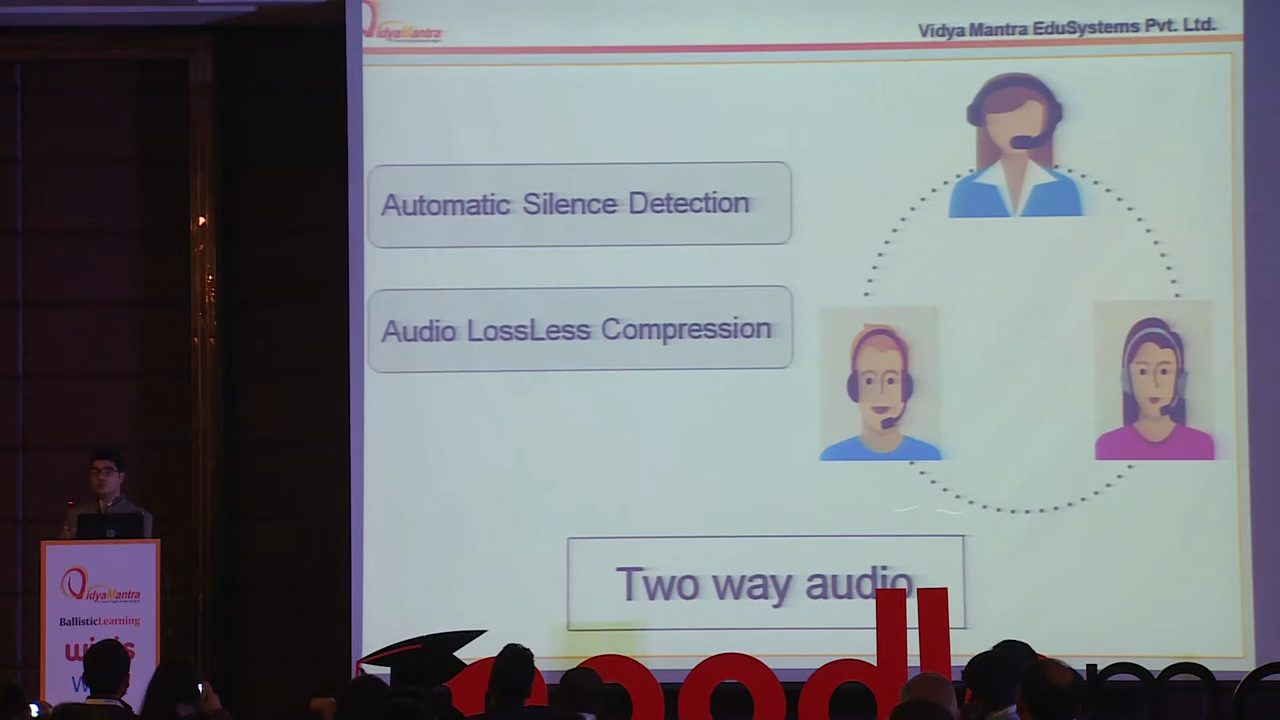 VidyaMantra
Vidya Mantra EduSystems Pvt. Ltd.
Automatic Silence Detection
Audio LossLess Compression
Two way audio
VidyaMantra
BallisticLearning